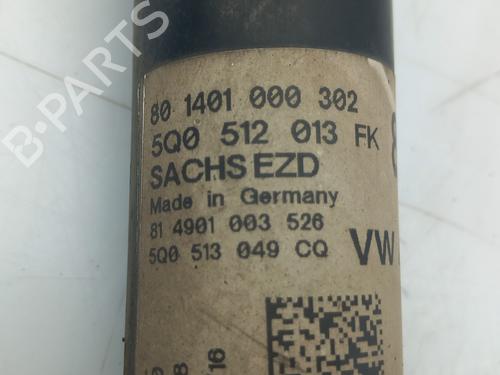 80 1401 000 302
5Q0 512 013 FK
SACHS EZD
Made in Germany
81 4901 003 526
5Q0 513 049 CQ VW
16
B-PARTS